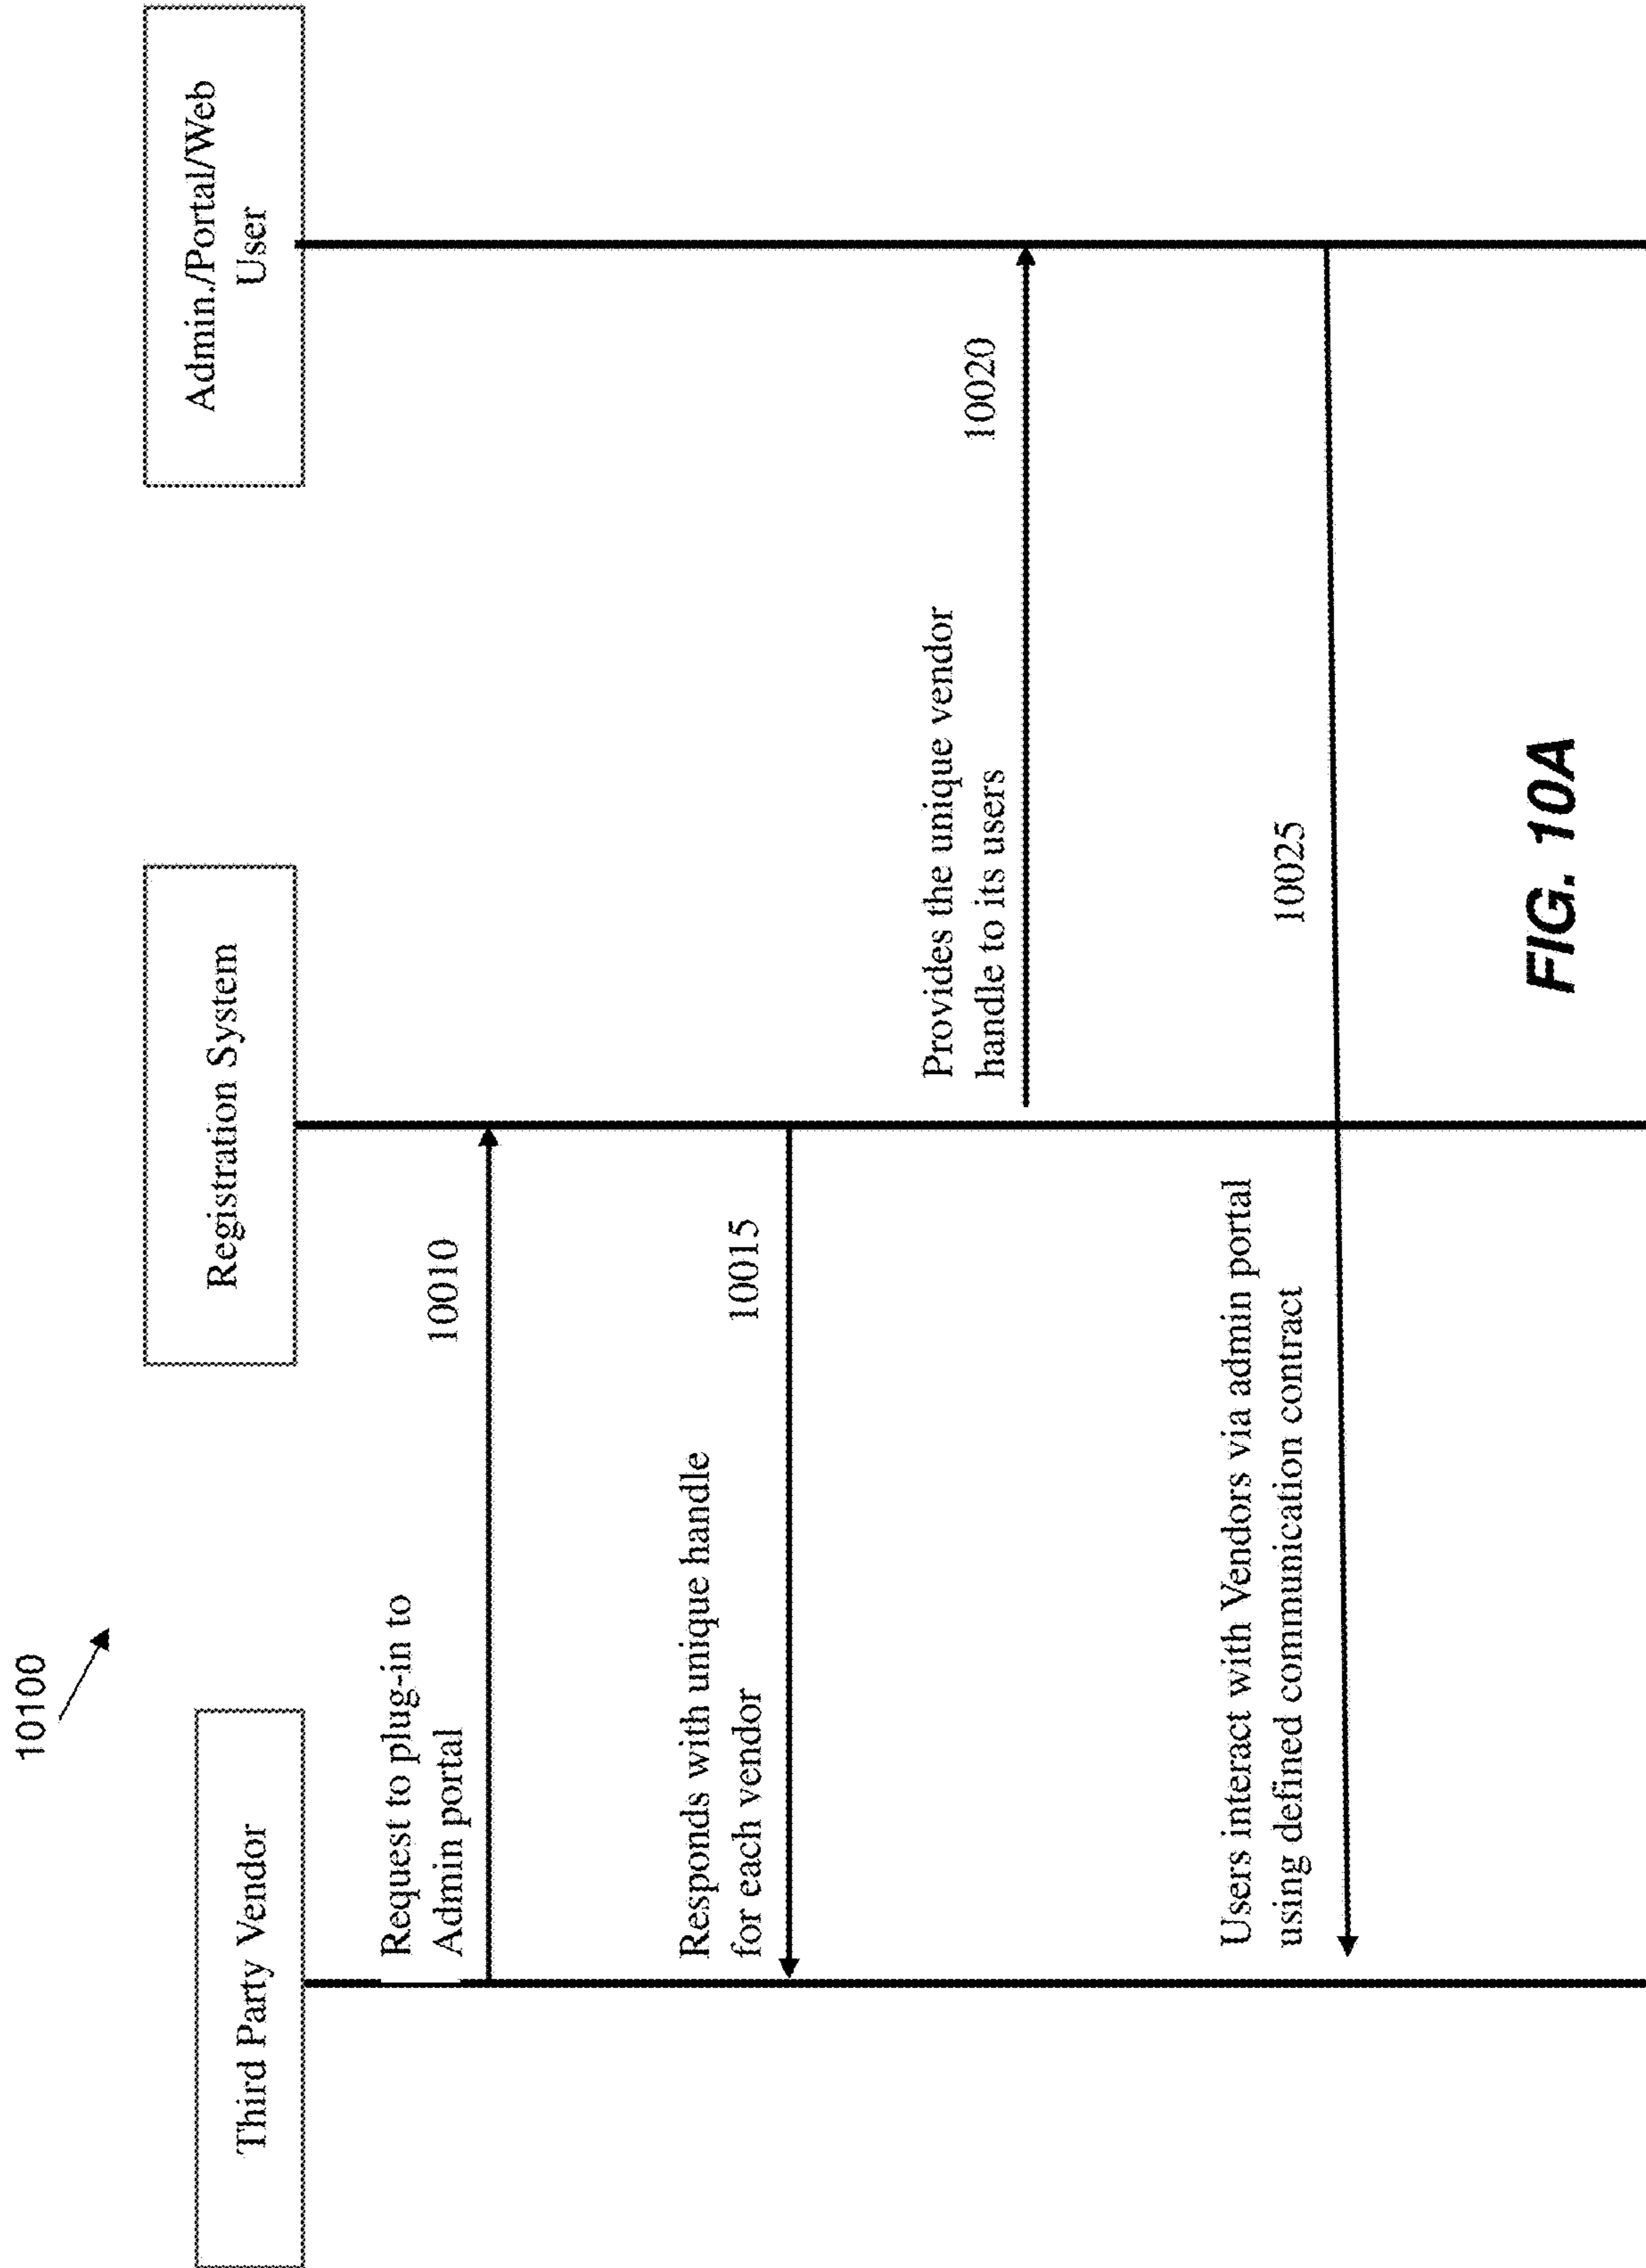 10100
Third Party Vendor
Registration System
Admin./Portal/Web
User
Request to plug-in to
Admin portal
10010
Responds with unique handle
for each vendor
10015
Provides the unique vendor
handle to its users
10020
Users interact with Vendors via admin portal
using defined communication contract
10025
FIG. 10A